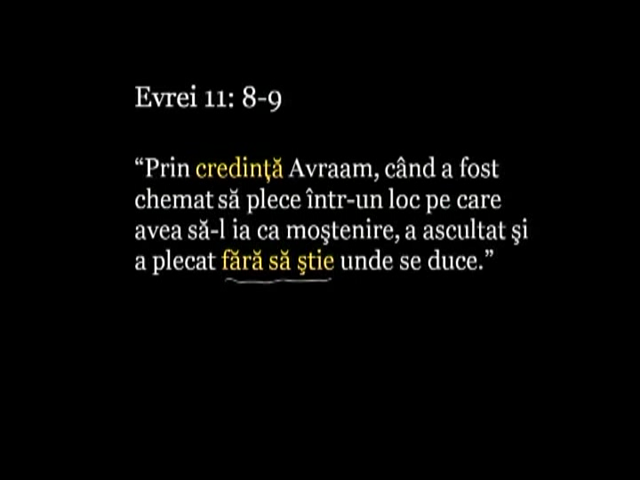 Evrei 11: 8-9
“Prin credinţă Avraam, când a fost
chemat să plece într-un loc pe care
avea să-l ia ca moştenire, a ascultat şi
a plecat fără să ştie unde se duce.”